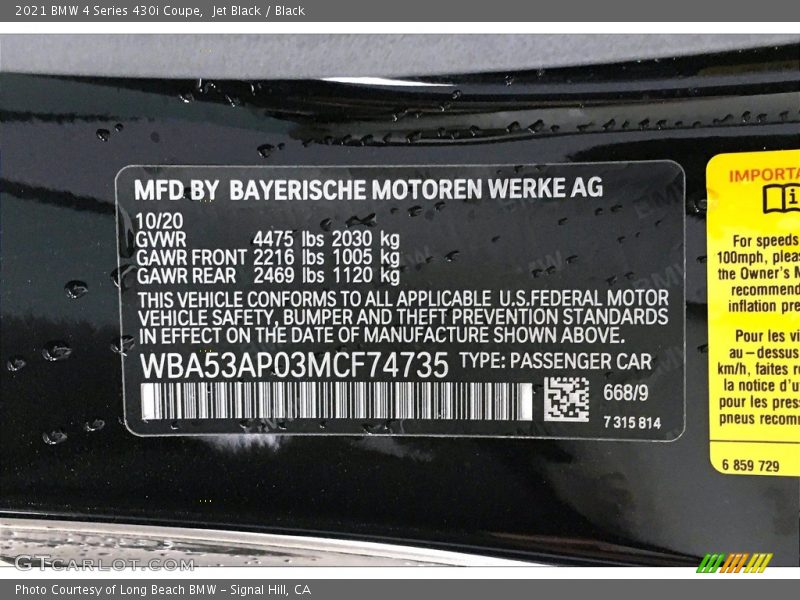 2021 BMW 4 Series 430i Coupe,  Jet Black / Black
MFD BY BAYERISCHE MOTOREN WERKE AG
10/20
GVWR 4475 lbs 2030 kg
GAWR FRONT 2216 lbs 1005 kg
GAWR REAR 2469 lbs 1120 kg
THIS VEHICLE CONFORMS TO ALL APPLICABLE U.S.FEDERAL MOTOR
VEHICLE SAFETY, BUMPER AND THEFT PREVENTION STANDARDS
IN EFFECT ON THE DATE OF MANUFACTURE SHOWN ABOVE.
WBA53AP03MCF74735 TYPE: PASSENGER CAR
668/9
7 315 814
IMPORTA
For speeds
100mph, pleas
the Owner's M
recommend
inflation pre
Pour les vi
au–dessus
km/h, faites r
la notice d'u
pour les pres
pneus recom
6 859 729
GTCarLot.com
Photo Courtesy of Long Beach BMW – Signal Hill, CA